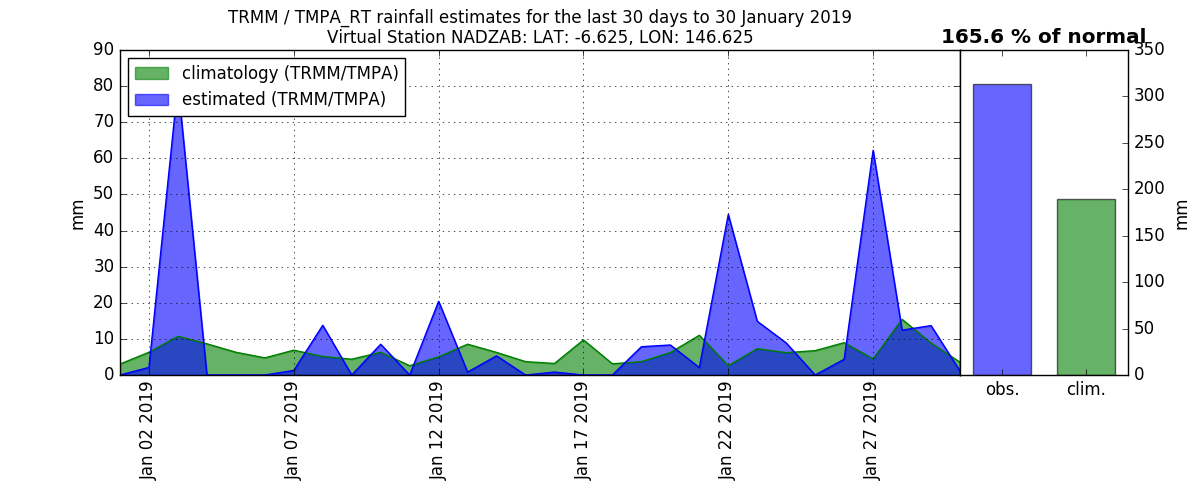 TRMM / TMPA_RT rainfall estimates for the last 30 days to 30 January 2019
Virtual Station NADZAB: LAT: -6.625, LON: 146.625
165.6 % of normal
climatology (TRMM/TMPA)
estimated (TRMM/TMPA)
90
80
70
60
50
40
30
20
10
0
mm
Jan 02 2019
Jan 07 2019
Jan 12 2019
Jan 17 2019
Jan 22 2019
Jan 27 2019
350
300
250
200
150
100
50
0
mm
obs.
clim.